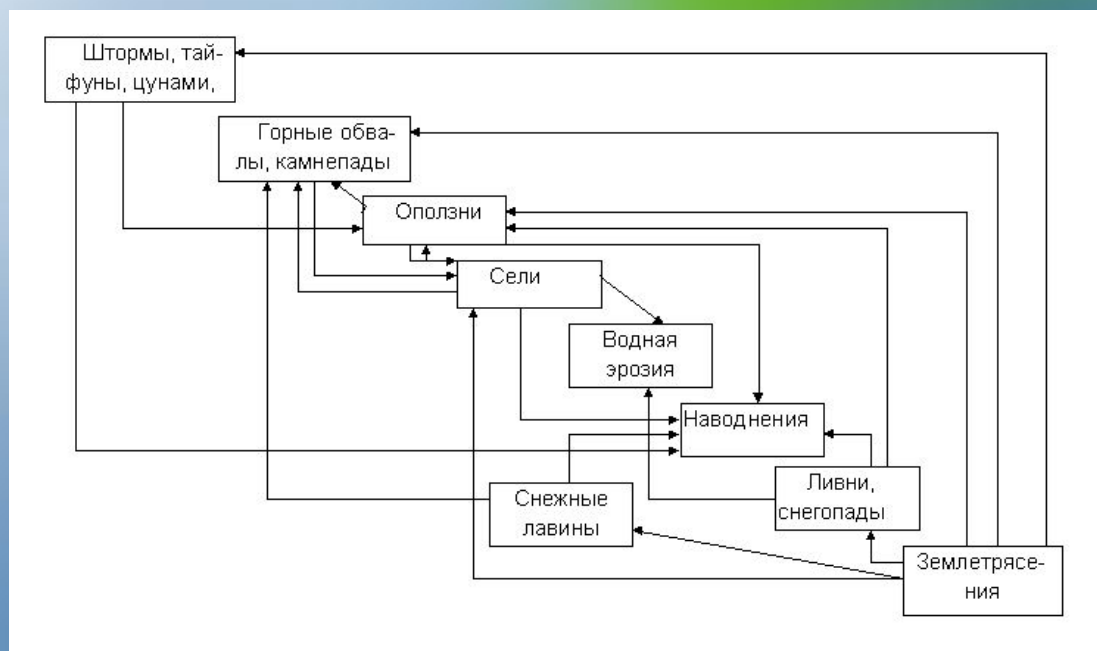 Штормы, тай-
фуны, цунами,
Горные обва-
лы, камнепады
Оползни
Сели
Водная
эрозия
Наводнения
Ливни,
снегопады
Снежные
лавины
Землетрясе-
ния